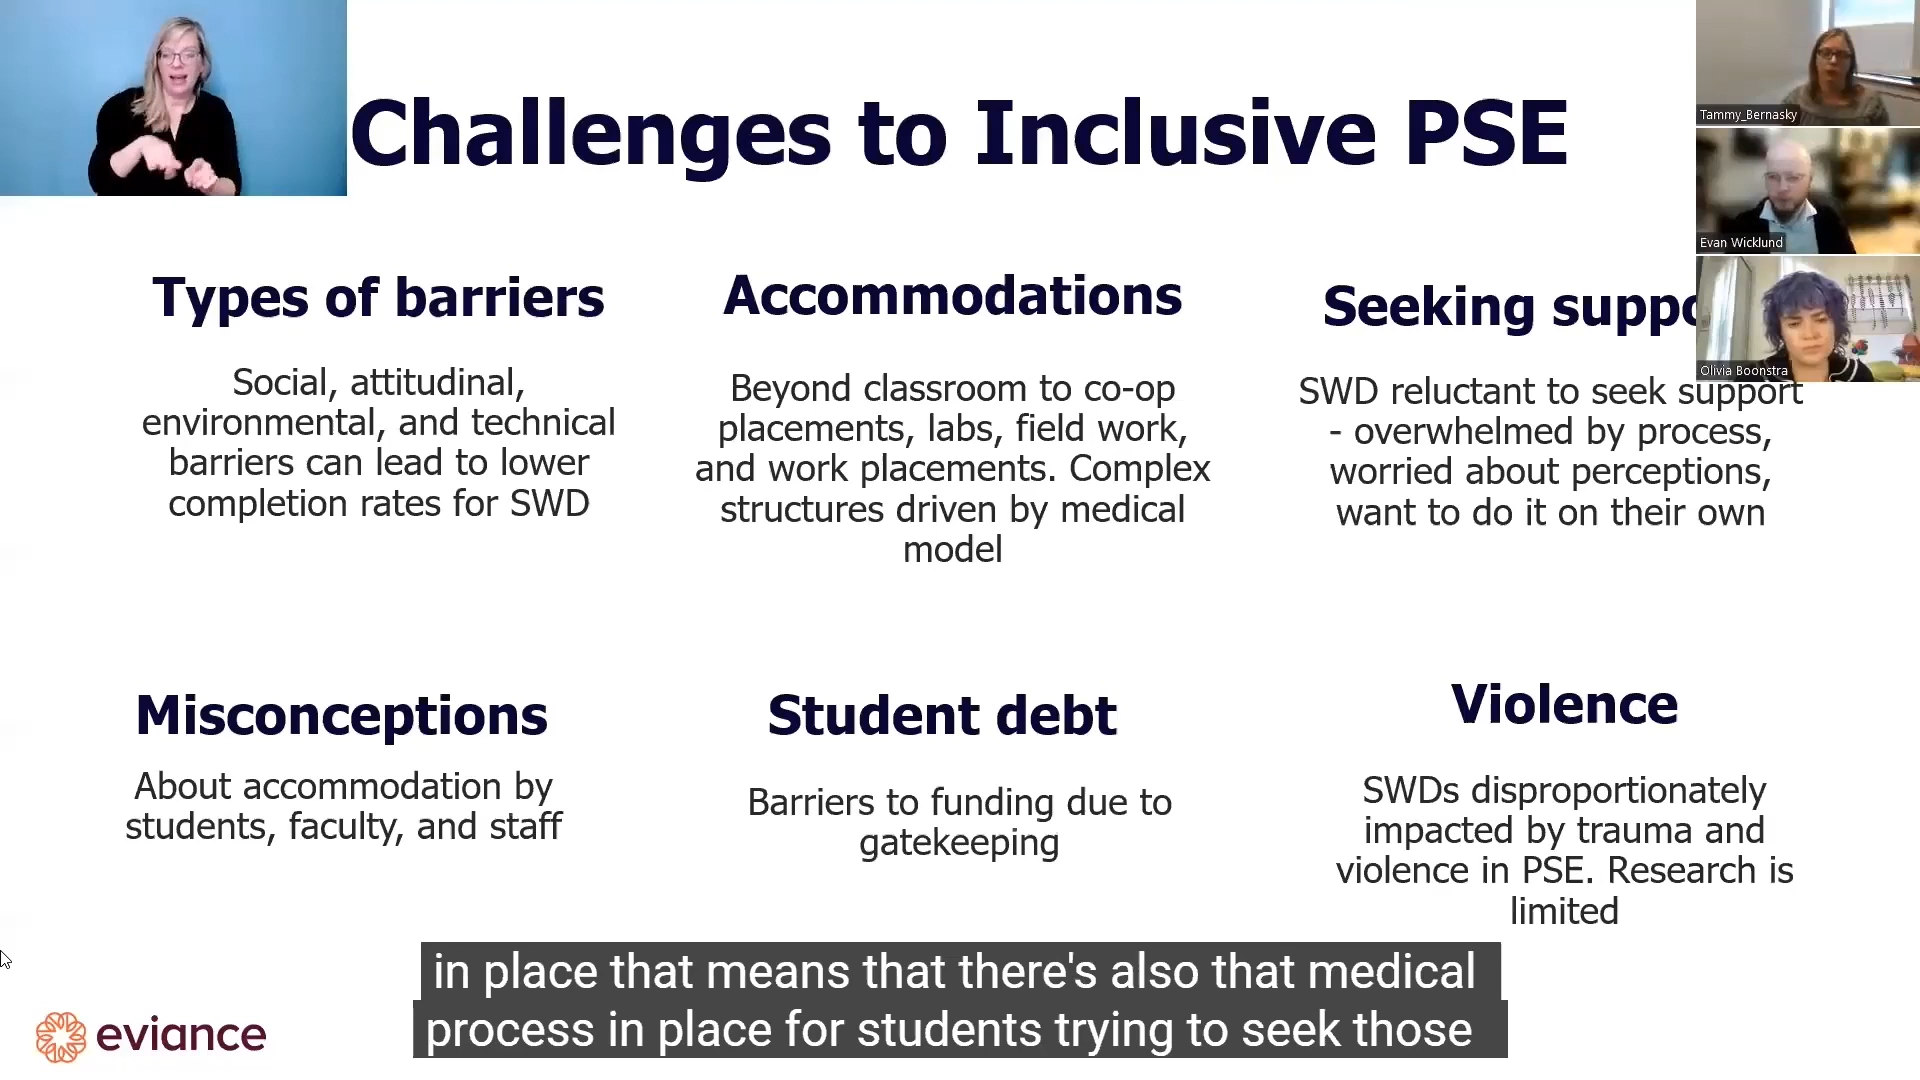 Challenges to Inclusive PSE
Tammy_Bernasky
Evan Wicklund
Olivia Boonstra
Types of barriers
Social, attitudinal,
environmental, and technical
barriers can lead to lower
completion rates for SWD
Accommodations
Beyond classroom to co-op
placements, labs, field work,
and work placements. Complex
structures driven by medical
model
Seeking suppo
SWD reluctant to seek support
- overwhelmed by process,
worried about perceptions,
want to do it on their own
Misconceptions
About accommodation by
students, faculty, and staff
Student debt
Barriers to funding due to
gatekeeping
Violence
SWDs disproportionately
impacted by trauma and
violence in PSE. Research is
limited
in place that means that there's also that medical
process in place for students trying to seek those
eviance